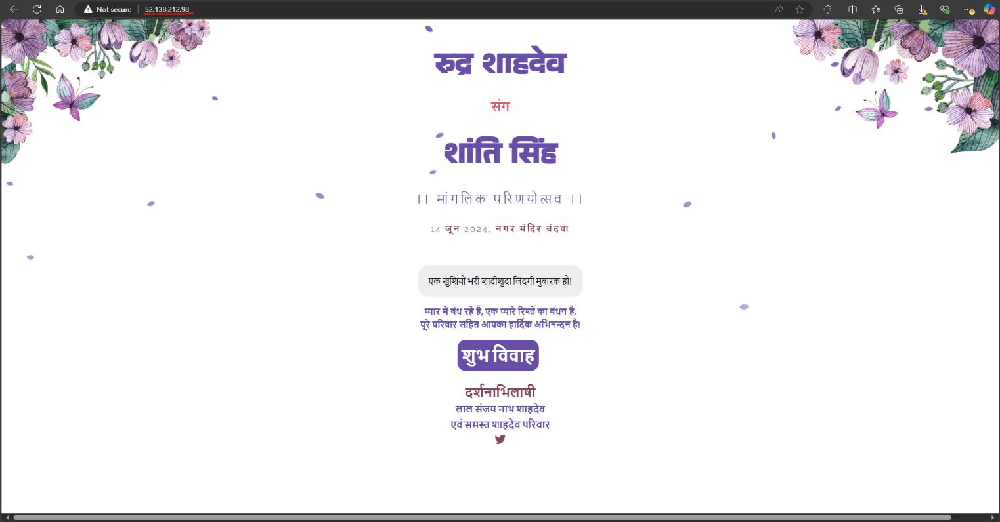 Not secure
52.138.212.98
रुद्र शाहदेव
संग
शांति सिंह
।। मांगलिक परिणयोत्सव ।।
14 जून 2024, नगर मंदिर चंदवा
एक खुशियों भरी शादीशुदा जिंदगी मुबारक हो!
प्यार में बंध रहे है, एक प्यारे रिश्ते का बंधन है,
पूरे परिवार सहित आपका हार्दिक अभिनन्दन है!
शुभ विवाह
दर्शनाभिलाषी
लाल संजय नाथ शाहदेव
एवं समस्त शाहदेव परिवार